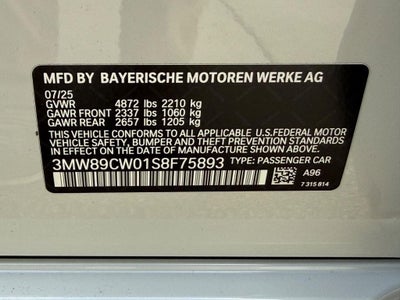 MFD BY BAYERISCHE MOTOREN WERKE AG
07/25
GVWR 4872 lbs 2210 kg
GAWR FRONT 2337 lbs 1060 kg
GAWR REAR 2657 lbs 1205 kg
THIS VEHICLE CONFORMS TO ALL APPLICABLE U.S.FEDERAL MOTOR
VEHICLE SAFETY, BUMPER AND THEFT PREVENTION STANDARDS
IN EFFECT ON THE DATE OF MANUFACTURE SHOWN ABOVE.
3MW89CW01S8F75893 TYPE: PASSENGER CAR
A96
7 315 814